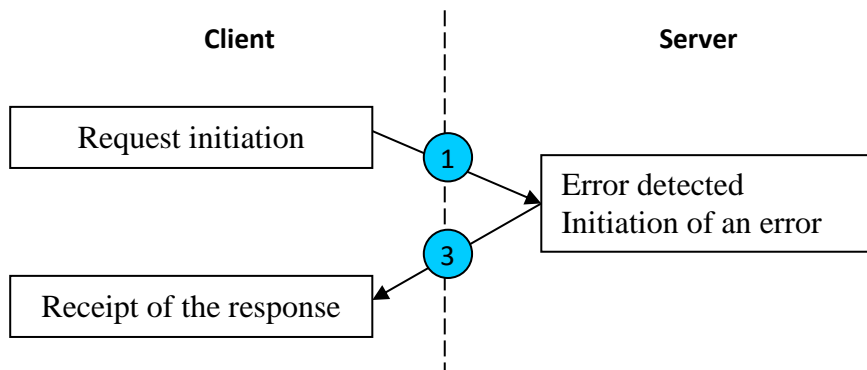 Client
Server
Request initiation
1
Error detected
Initiation of an error
3
Receipt of the response